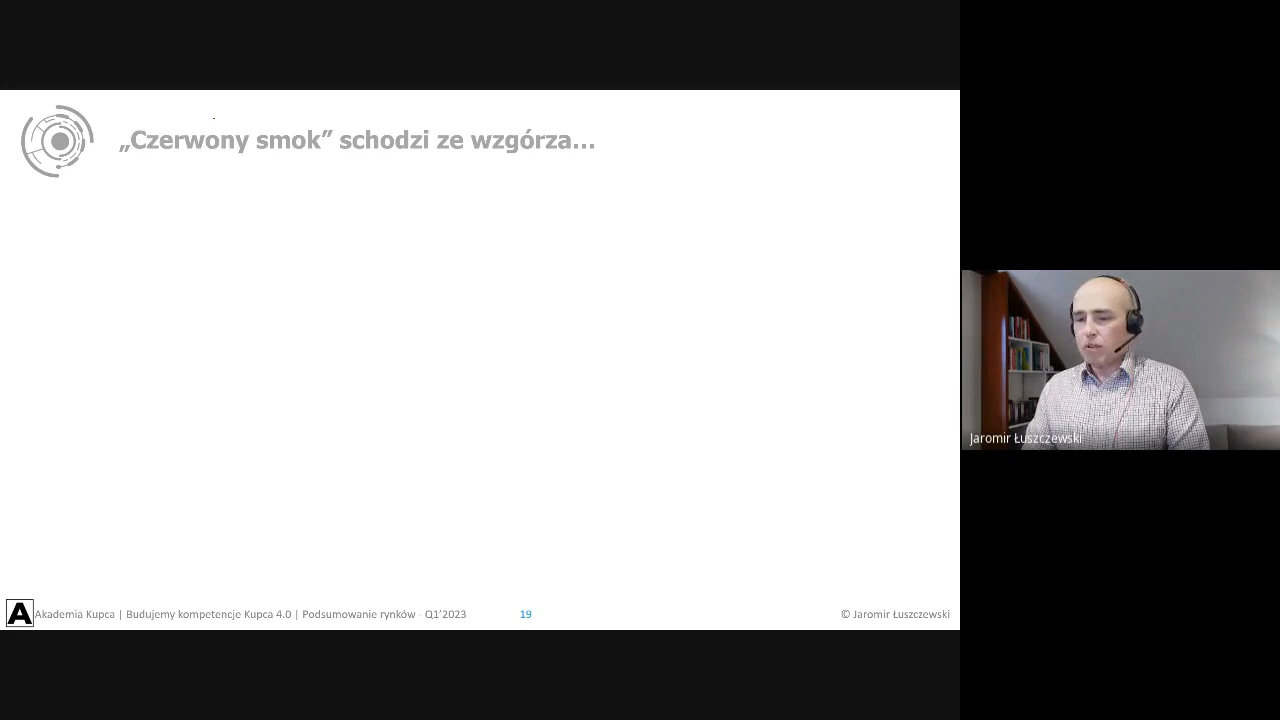 „Czerwony smok” schodzi ze wzgórza...
Jaromir Łuszczewski
A Akademia Kupca | Budujemy kompetencje Kupca 4.0 | Podsumowanie rynków - Q1’2023 19 © Jaromir Łuszczewski